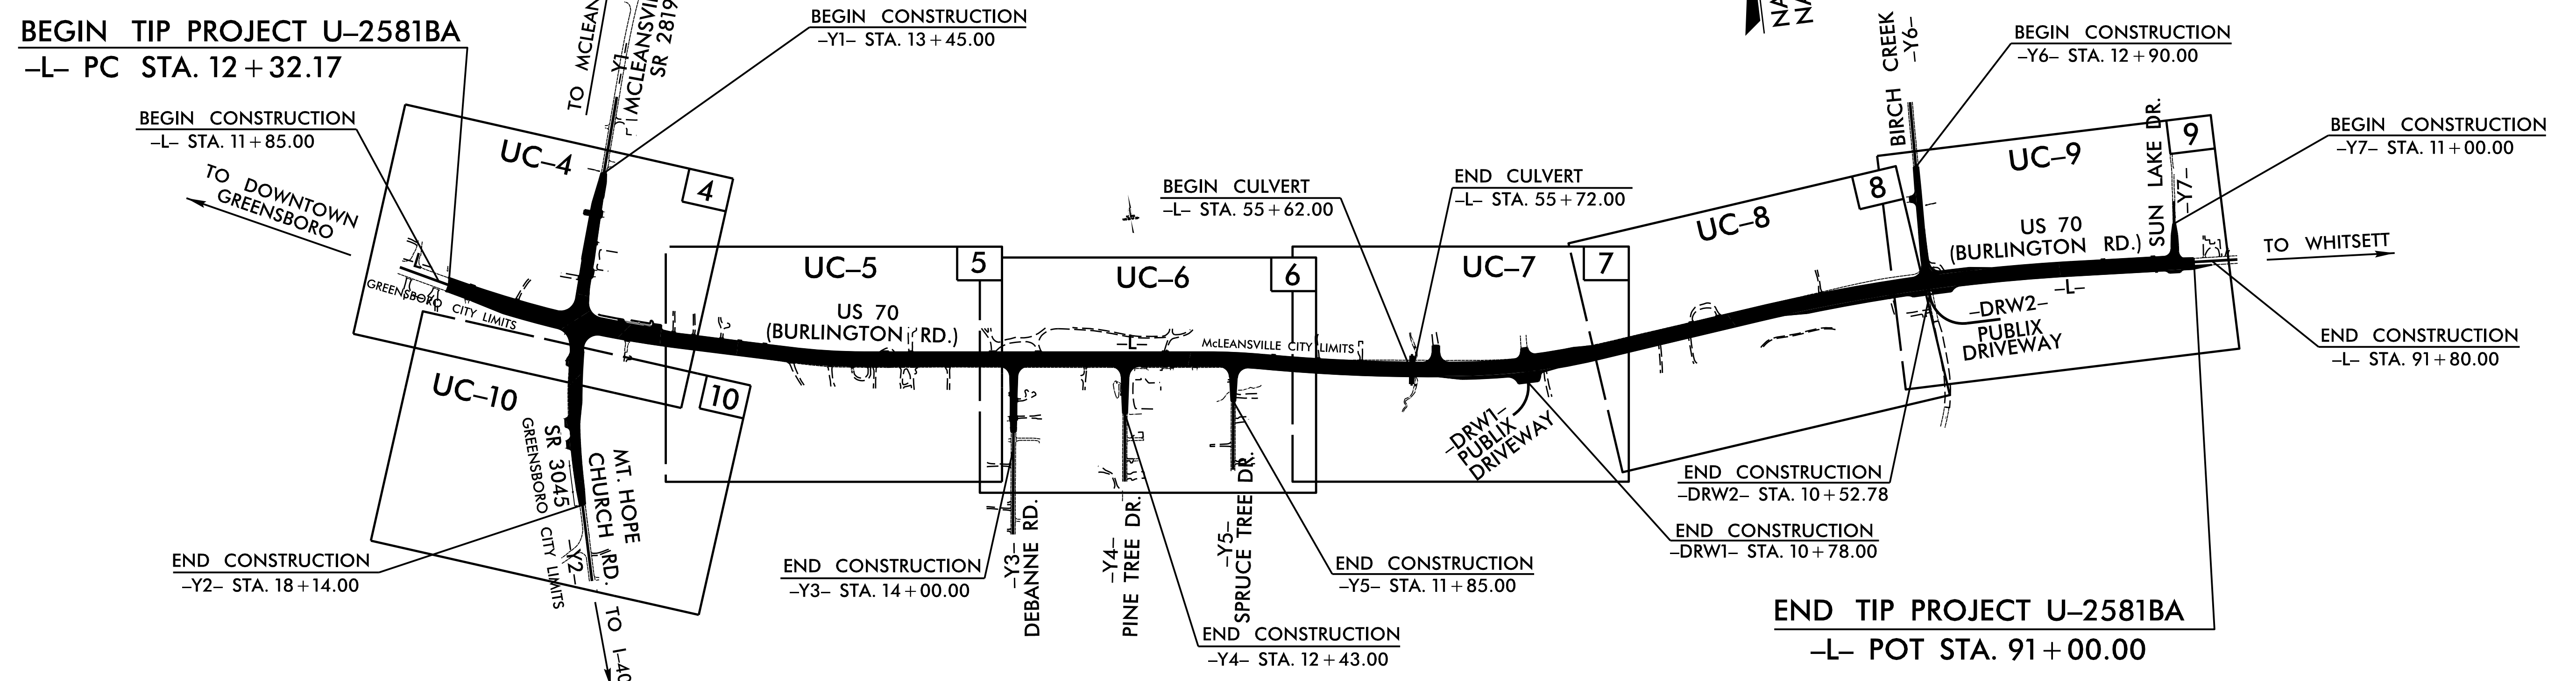 BEGIN TIP PROJECT U–2581BA
–L– PC STA. 12+32.17
BEGIN CONSTRUCTION
–L– STA. 11+85.00
TO DOWNTOWN
GREENSBORO
–L–
GREENSBORO CITY LIMITS
UC–4
4
–Y1–
MCLEANSVI
SR 2819
TO MCLEAN
BEGIN CONSTRUCTION
–Y1– STA. 13+45.00
UC–10
10
SR 3045
GREENSBORO CITY LIMITS
MT. HOPE
CHURCH RD.
–Y2–
TO I–40
END CONSTRUCTION
–Y2– STA. 18+14.00
UC–5
5
US 70
(BURLINGTON RD.)
UC–6
6
–L–
McLEANSVILLE CITY LIMITS
–Y3–
DEBANNE RD.
END CONSTRUCTION
–Y3– STA. 14+00.00
–Y4–
PINE TREE DR.
END CONSTRUCTION
–Y4– STA. 12+43.00
–Y5–
SPRUCE TREE DR.
END CONSTRUCTION
–Y5– STA. 11+85.00
BEGIN CULVERT
–L– STA. 55+62.00
END CULVERT
–L– STA. 55+72.00
UC–7
7
–DRW1–
PUBLIX
DRIVEWAY
END CONSTRUCTION
–DRW1– STA. 10+78.00
UC–8
8
END CONSTRUCTION
–DRW2– STA. 10+52.78
NA
NA
BIRCH CREEK
–Y6–
BEGIN CONSTRUCTION
–Y6– STA. 12+90.00
UC–9
9
US 70
(BURLINGTON RD.)
–L–
–DRW2–
PUBLIX
DRIVEWAY
SUN LAKE DR.
–Y7–
BEGIN CONSTRUCTION
–Y7– STA. 11+00.00
TO WHITSETT
END CONSTRUCTION
–L– STA. 91+80.00
END TIP PROJECT U–2581BA
–L– POT STA. 91+00.00